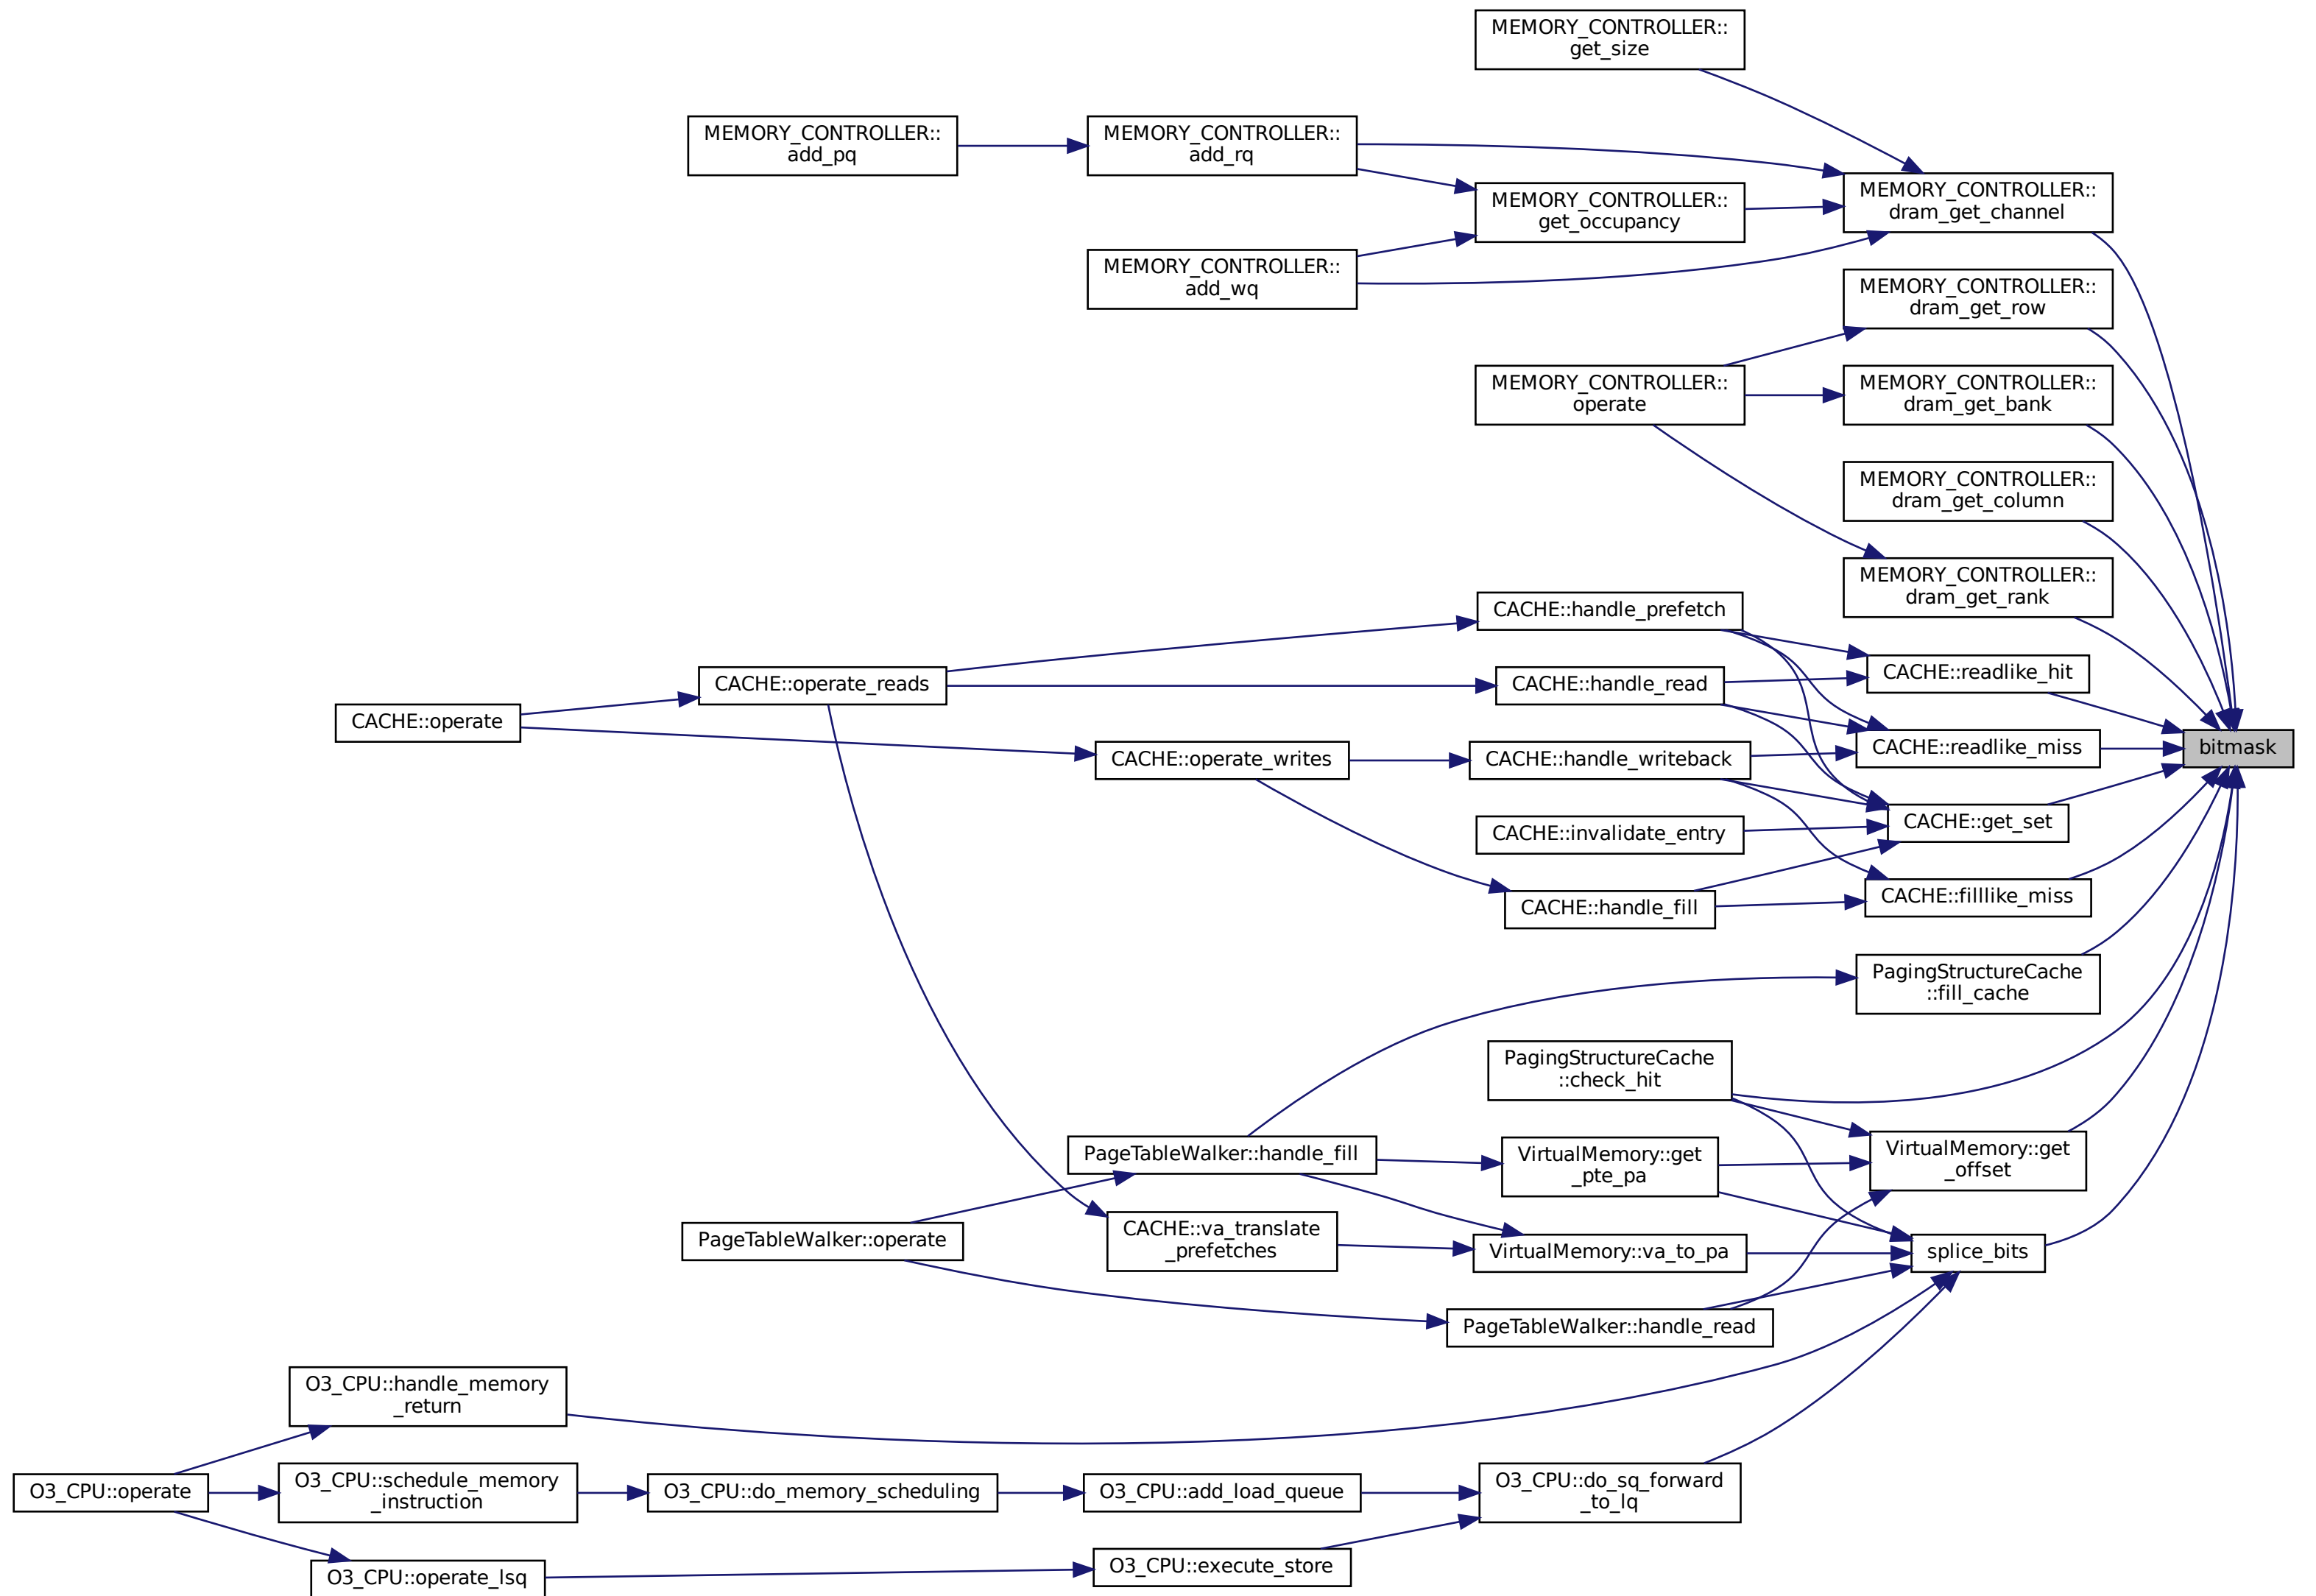 MEMORY_CONTROLLER::
get_size
MEMORY_CONTROLLER::
add_pq
MEMORY_CONTROLLER::
add_rq
MEMORY_CONTROLLER::
dram_get_channel
MEMORY_CONTROLLER::
get_occupancy
MEMORY_CONTROLLER::
add_wq
MEMORY_CONTROLLER::
dram_get_row
MEMORY_CONTROLLER::
operate
MEMORY_CONTROLLER::
dram_get_bank
MEMORY_CONTROLLER::
dram_get_column
MEMORY_CONTROLLER::
dram_get_rank
CACHE::handle_prefetch
CACHE::readlike_hit
CACHE::operate_reads
CACHE::handle_read
CACHE::operate
CACHE::readlike_miss
bitmask
CACHE::operate_writes
CACHE::handle_writeback
CACHE::get_set
CACHE::invalidate_entry
CACHE::filllike_miss
CACHE::handle_fill
PagingStructureCache
::fill_cache
PagingStructureCache
::check_hit
PageTableWalker::handle_fill
VirtualMemory::get
_pte_pa
VirtualMemory::get
_offset
PageTableWalker::operate
CACHE::va_translate
_prefetches
VirtualMemory::va_to_pa
splice_bits
PageTableWalker::handle_read
O3_CPU::handle_memory
_return
O3_CPU::operate
O3_CPU::schedule_memory
_instruction
O3_CPU::do_memory_scheduling
O3_CPU::add_load_queue
O3_CPU::do_sq_forward
_to_lq
O3_CPU::operate_lsq
O3_CPU::execute_store